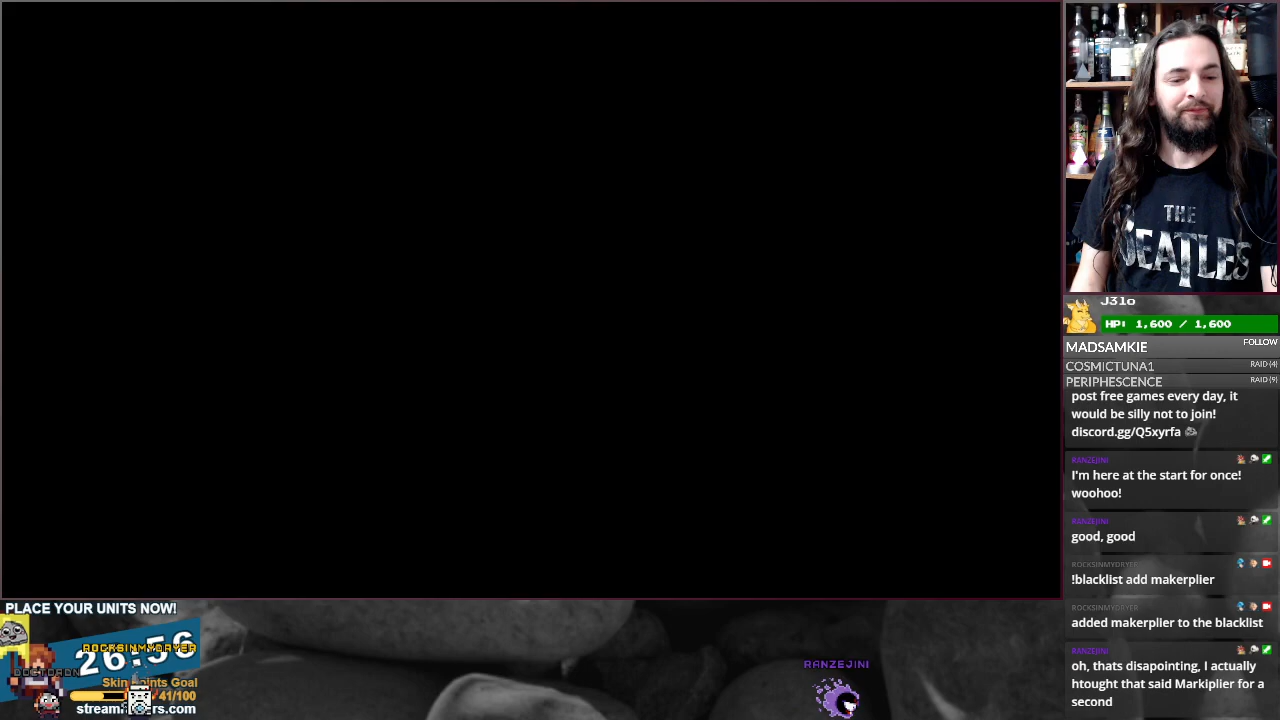 THE
BEATLES
J31o
HP: 1,600 / 1,600
MADSAMKIE FOLLOW
COSMICTUNA1 RAID (4)
PERIPHESCENCE RAID (9)
post free games every day, it
would be silly not to join!
discord.gg/Q5xyrfa
RANZEJINI
I'm here at the start for once!
woohoo!
RANZEJINI
good, good
ROCKSINMYDRYER
!blacklist add makerplier
ROCKSINMYDRYER
added makerplier to the blacklist
RANZEJINI
oh, thats disapointing, I actually
htought that said Markiplier for a
second
PLACE YOUR UNITS NOW!
26:56
ROCKSINMYDRYER
Goal
41/100
RANZEJINI